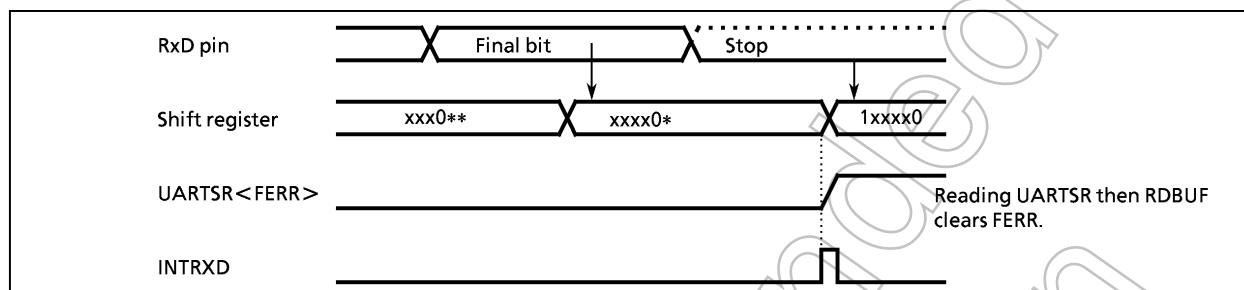 RxD pin Final bit Stop
Shift register xxx0** xxxx0* 1xxxx0
UARTSR<FERR> Reading UARTSR then RDBUF
clears FERR.
INTRXD